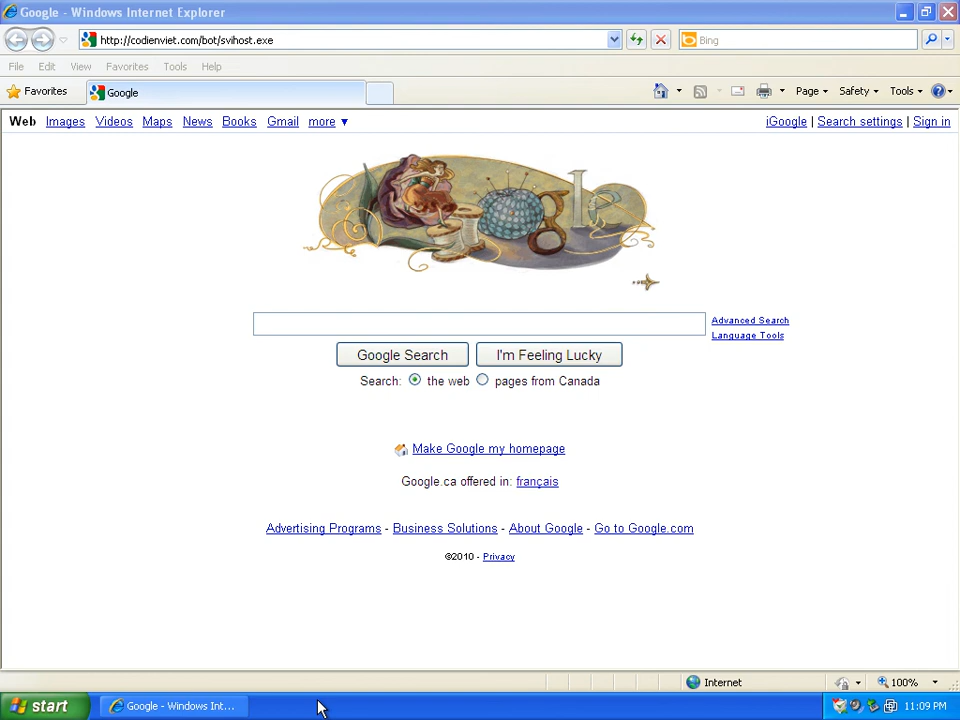 Google - Windows Internet Explorer
http://codienviet.com/bot/svihost.exe
Bing
File Edit View Favorites Tools Help
Favorites
Google
Page Safety Tools
Web Images Videos Maps News Books Gmail more ▼
iGoogle | Search settings | Sign in
Advanced Search
Language Tools
Google Search
I'm Feeling Lucky
Search: the web pages from Canada
Make Google my homepage
Google.ca offered in: français
Advertising Programs - Business Solutions - About Google - Go to Google.com
©2010 - Privacy
Internet
100%
start
Google - Windows Int...
11:09 PM